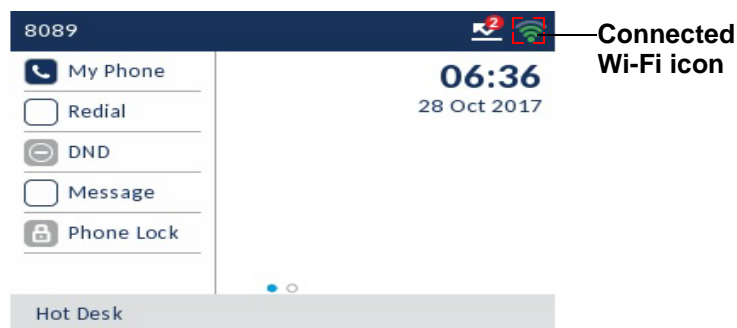 8089
2
Connected
Wi-Fi icon
My Phone
06:36
Redial
28 Oct 2017
DND
Message
Phone Lock
Hot Desk